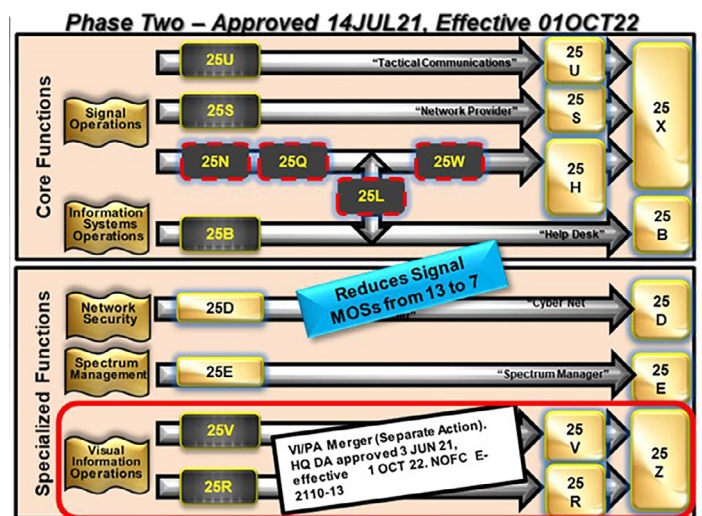 Phase Two – Approved 14JUL21, Effective 01OCT22
Core Functions
Signal
Operations
25U
"Tactical Communications"
25
U
25S
"Network Provider"
25
S
25
X
25N
25Q
25W
25L
25
H
Information
Systems
Operations
25B
"Help Desk"
25
B
Reduces Signal
MOSs from 13 to 7
Specialized Functions
Network
Security
25D
"Cyber Net
25
D
Spectrum
Management
25E
"Spectrum Manager"
25
E
Visual
Information
Operations
25V
25
V
25R
25
R
25
Z
VI/PA Merger (Separate Action).
HQ DA approved 3 JUN 21,
effective 1 OCT 22. NOFC E-
2110-13